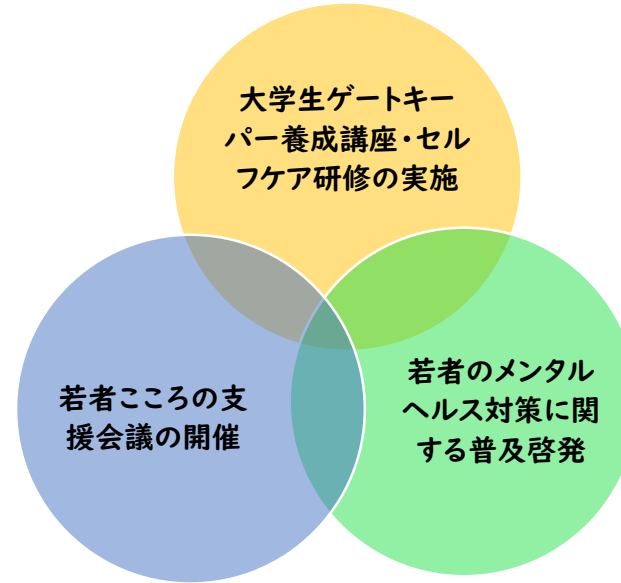 大学生ゲートキー
パー養成講座・セル
フケア研修の実施
若者こころの支
援会議の開催
若者のメンタル
ヘルス対策に関
する普及啓発